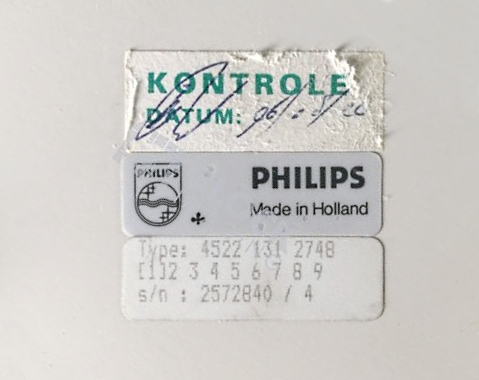 KONTROLE
DATUM:
PHILIPS
PHILIPS
Made in Holland
Type: 4522 131 2748
[1]2 3 4 5 6 7 8 9
s/n : 2572840 / 4